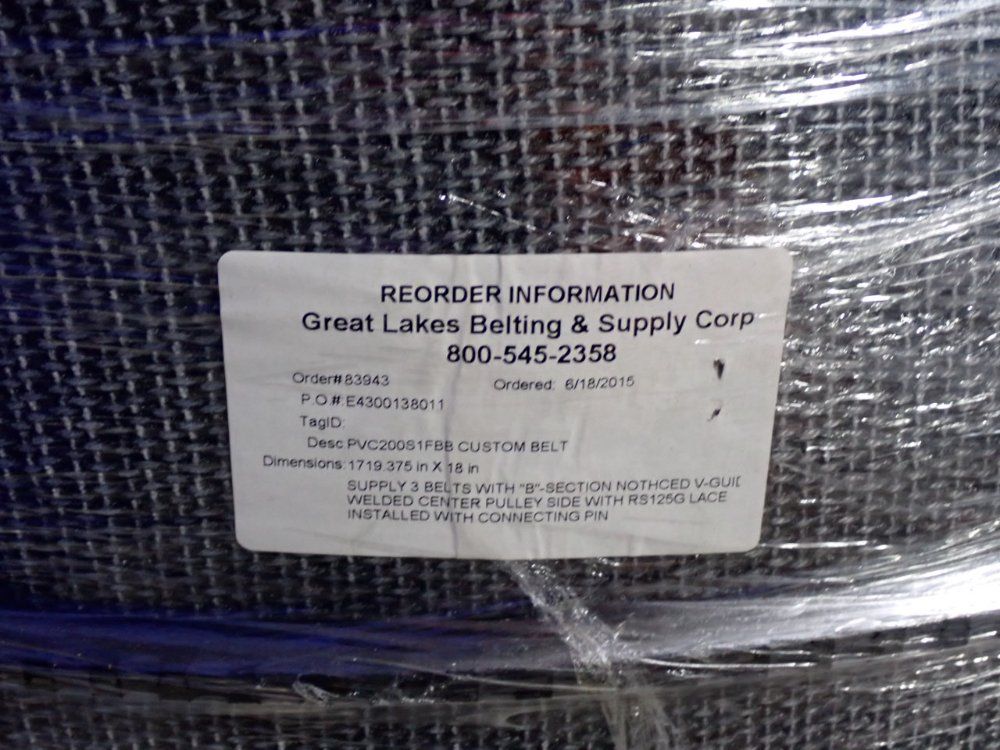 REORDER INFORMATION
Great Lakes Belting & Supply Corp
800-545-2358
Order# 83943 Ordered: 6/18/2015
P.O.#: E4300138011
TagID:
Desc: PVC200S1FBB CUSTOM BELT
Dimensions: 1719.375 in X 18 in
SUPPLY 3 BELTS WITH "B"-SECTION NOTHCED V-GUID
WELDED CENTER PULLEY SIDE WITH RS125G LACE
INSTALLED WITH CONNECTING PIN